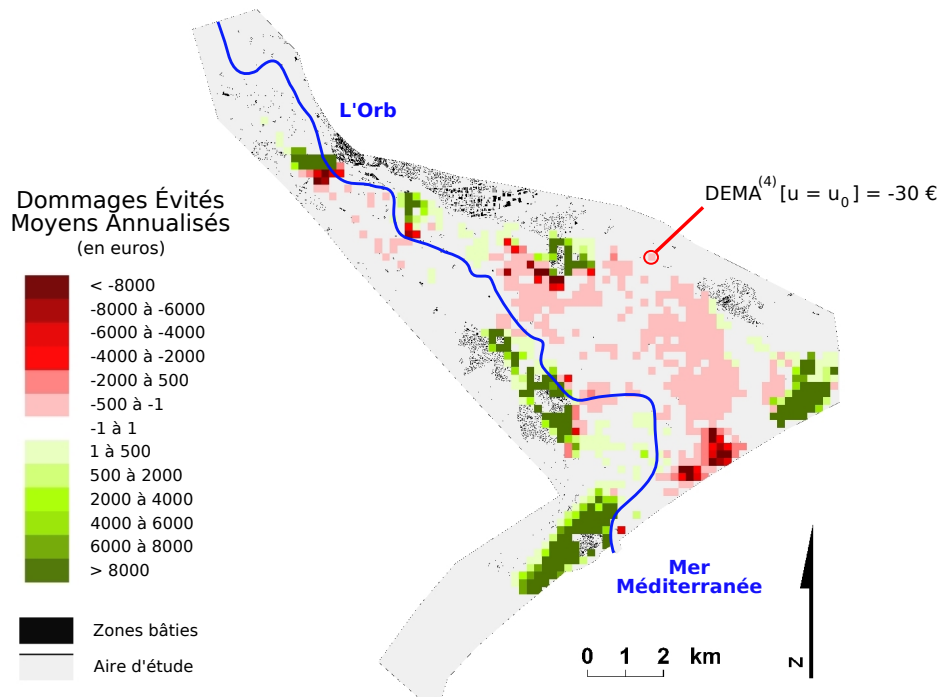 L'Orb
DEMA(4) [u = u0] = -30 €
Dommages Évités
Moyens Annualisés
(en euros)
< -8000
-8000 à -6000
-6000 à -4000
-4000 à -2000
-2000 à 500
-500 à -1
-1 à 1
1 à 500
500 à 2000
2000 à 4000
4000 à 6000
6000 à 8000
> 8000
Mer
Méditerranée
Zones bâties
Aire d'étude
0 1 2 km
N